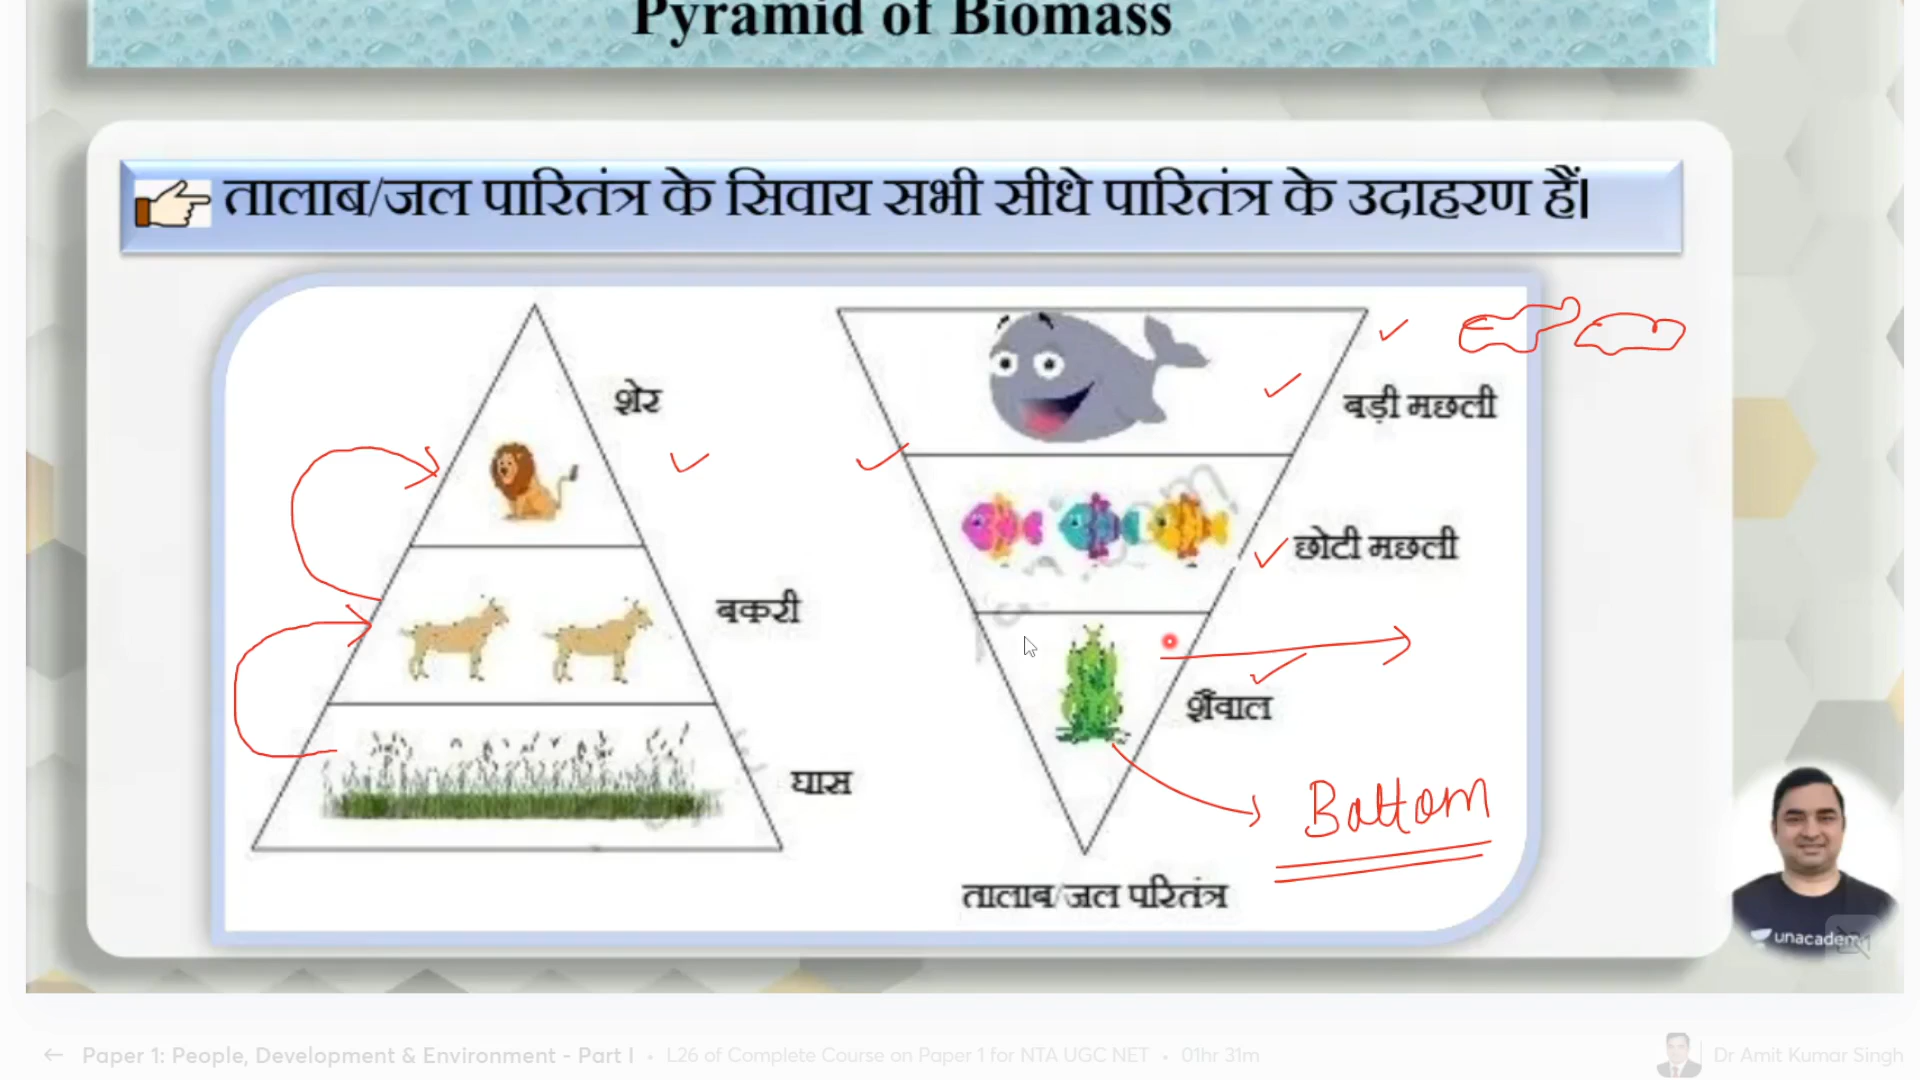 Pyramid of Biomass
तालाब/जल पारितंत्र के सिवाय सभी सीधे पारितंत्र के उदाहरण हैं।
शेर
बकरी
घास
बड़ी मछली
छोटी मछली
शैंवाल
Bottom
तालाब/जल परितंत्र
unacademy
Paper 1: People, Development & Environment - Part I • L26 of Complete Course on Paper 1 for NTA UGC NET • 01hr 31m
Dr Amit Kumar Singh